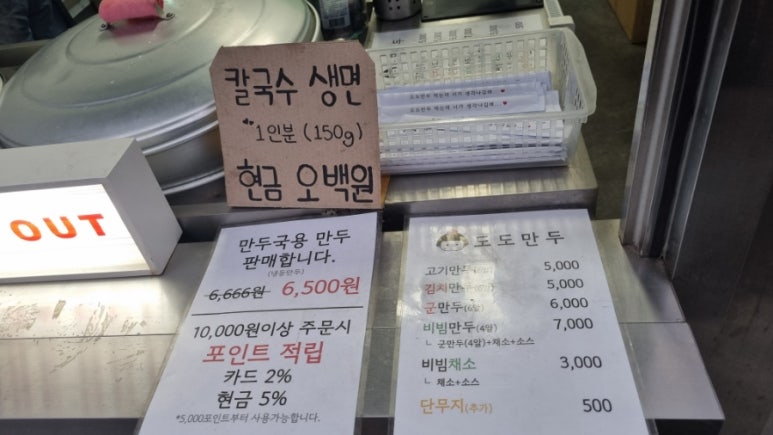 칼국수 생면
1인분 (150g)
현금 오백원
OUT
만두국용 만두
판매합니다.
(냉동만두)
6,666원 6,500원
10,000원이상 주문시
포인트 적립
카드 2%
현금 5%
*5,000포인트부터 사용가능합니다.
도도만두
고기만두 5,000
김치만두 5,000
군만두 6,000
비빔만두(4알) 7,000
ㄴ 군만두(4알)+채소+소스
비빔채소 3,000
ㄴ 채소+소스
단무지(추가) 500